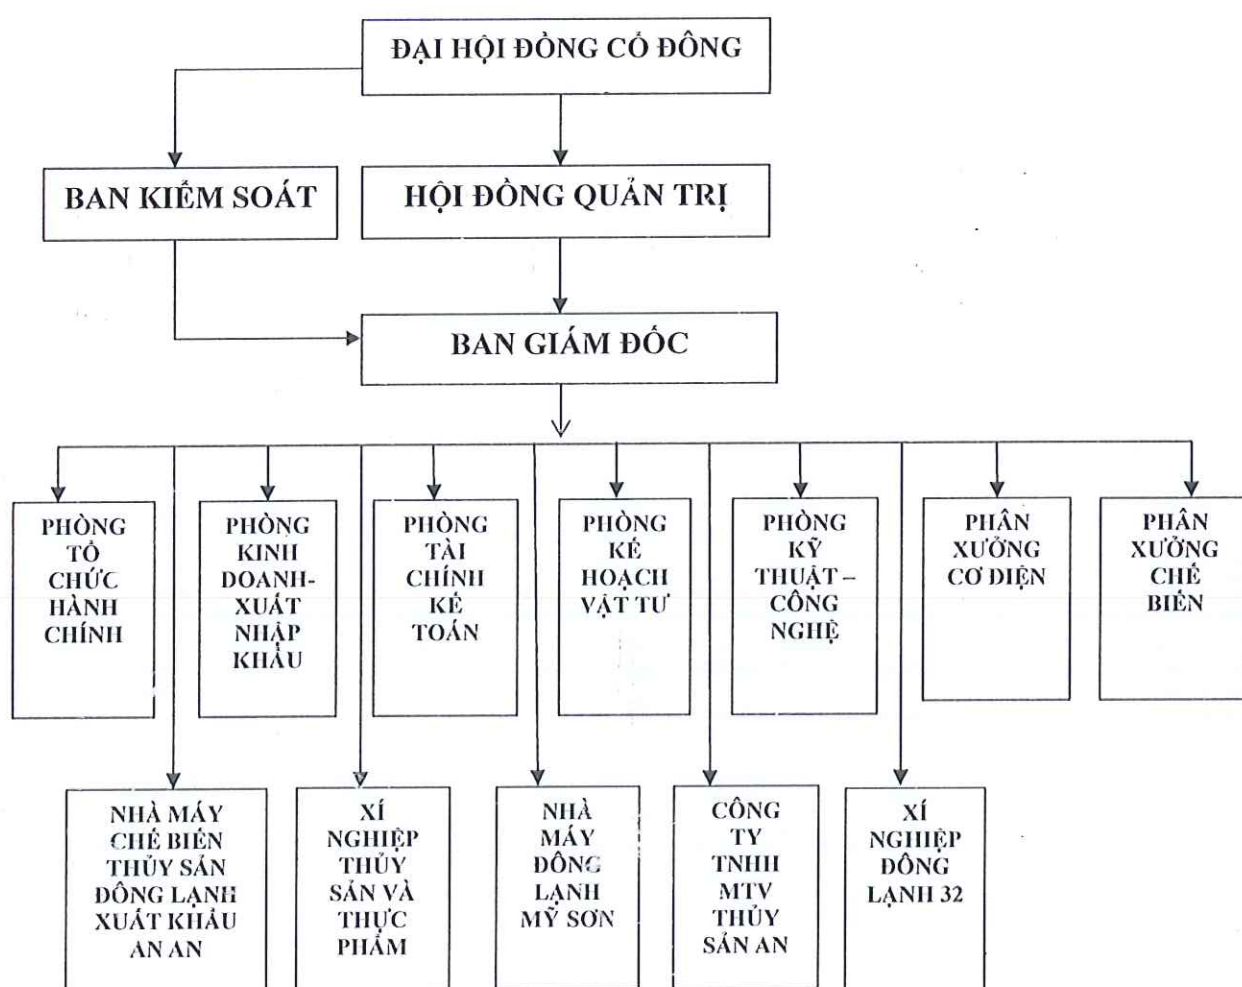 ĐẠI HỘI ĐỒNG CỔ ĐÔNG
BAN KIỂM SOÁT
HỘI ĐỒNG QUẢN TRỊ
BAN GIÁM ĐỐC
PHÒNG
TỔ
CHỨC
HÀNH
CHÍNH
PHÒNG
KINH
DOANH-
XUẤT
NHẬP
KHẨU
PHÒNG
TÀI
CHÍNH
KẾ
TOÁN
PHÒNG
KẾ
HOẠCH
VẬT TƯ
PHÒNG
KỸ
THUẬT –
CÔNG
NGHỆ
PHÂN
XƯỞNG
CƠ ĐIỆN
PHÂN
XƯỞNG
CHẾ
BIẾN
NHÀ MÁY
CHẾ BIẾN
THỦY SẢN
ĐÔNG LẠNH
XUẤT KHẨU
AN AN
XÍ
NGHIỆP
THỦY
SẢN VÀ
THỰC
PHẨM
NHÀ
MÁY
ĐÔNG
LẠNH
MỸ SƠN
CÔNG
TY
TNHH
MTV
THỦY
SẢN AN
XÍ
NGHIỆP
ĐÔNG
LẠNH 32